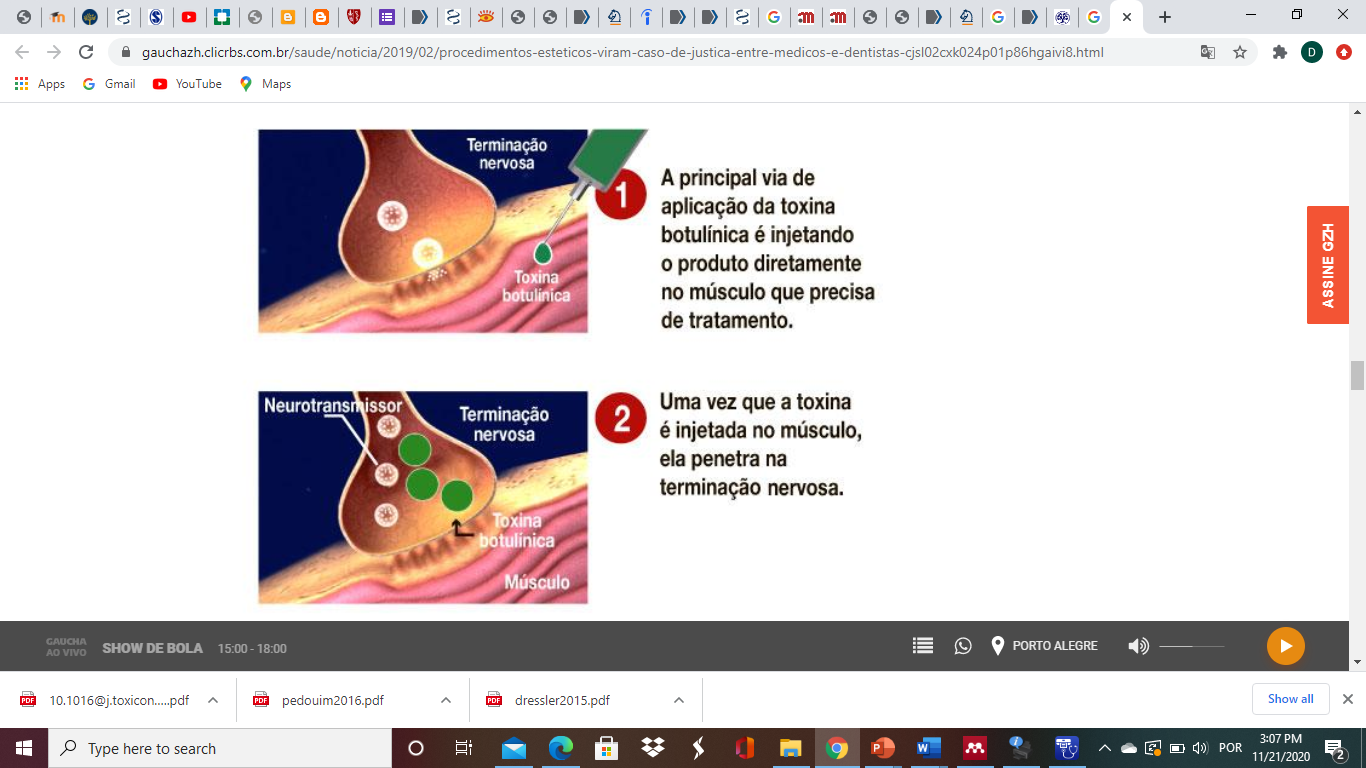 gauchazh.clicrbs.com.br/saude/noticia/2019/02/procedimentos-esteticos-viram-caso-de-justica-entre-medicos-e-dentistas-cjsl02cxk024p01p86hgaivi8.html
D
Apps
Gmail
YouTube
Maps
Terminação
nervosa
Toxina
botulínica
1
A principal via de
aplicação da toxina
botulínica é injetando
o produto diretamente
no músculo que precisa
de tratamento.
ASSINE GZH
Neurotransmissor
Terminação
nervosa
Toxina
botulínica
Músculo
2
Uma vez que a toxina
é injetada no músculo,
ela penetra na
terminação nervosa.
GAUCHA
AO VIVO
SHOW DE BOLA
15:00 - 18:00
PORTO ALEGRE
10.1016@j.toxicon.....pdf
pedouim2016.pdf
dressler2015.pdf
Show all
Type here to search
POR
3:07 PM
11/21/2020
2